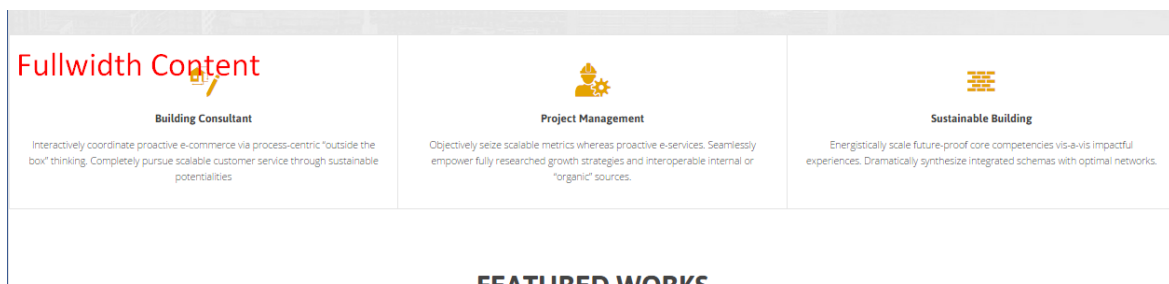 Fullwidth Content
Building Consultant
Interactively coordinate proactive e-commerce via process-centric "outside the
box" thinking. Completely pursue scalable customer service through sustainable
potentialities
Project Management
Objectively seize scalable metrics whereas proactive e-services. Seamlessly
empower fully researched growth strategies and interoperable internal or
"organic" sources.
Sustainable Building
Energistically scale future-proof core competencies vis-a-vis impactful
experiences. Dramatically synthesize integrated schemas with optimal networks.
FEATURED WORKS